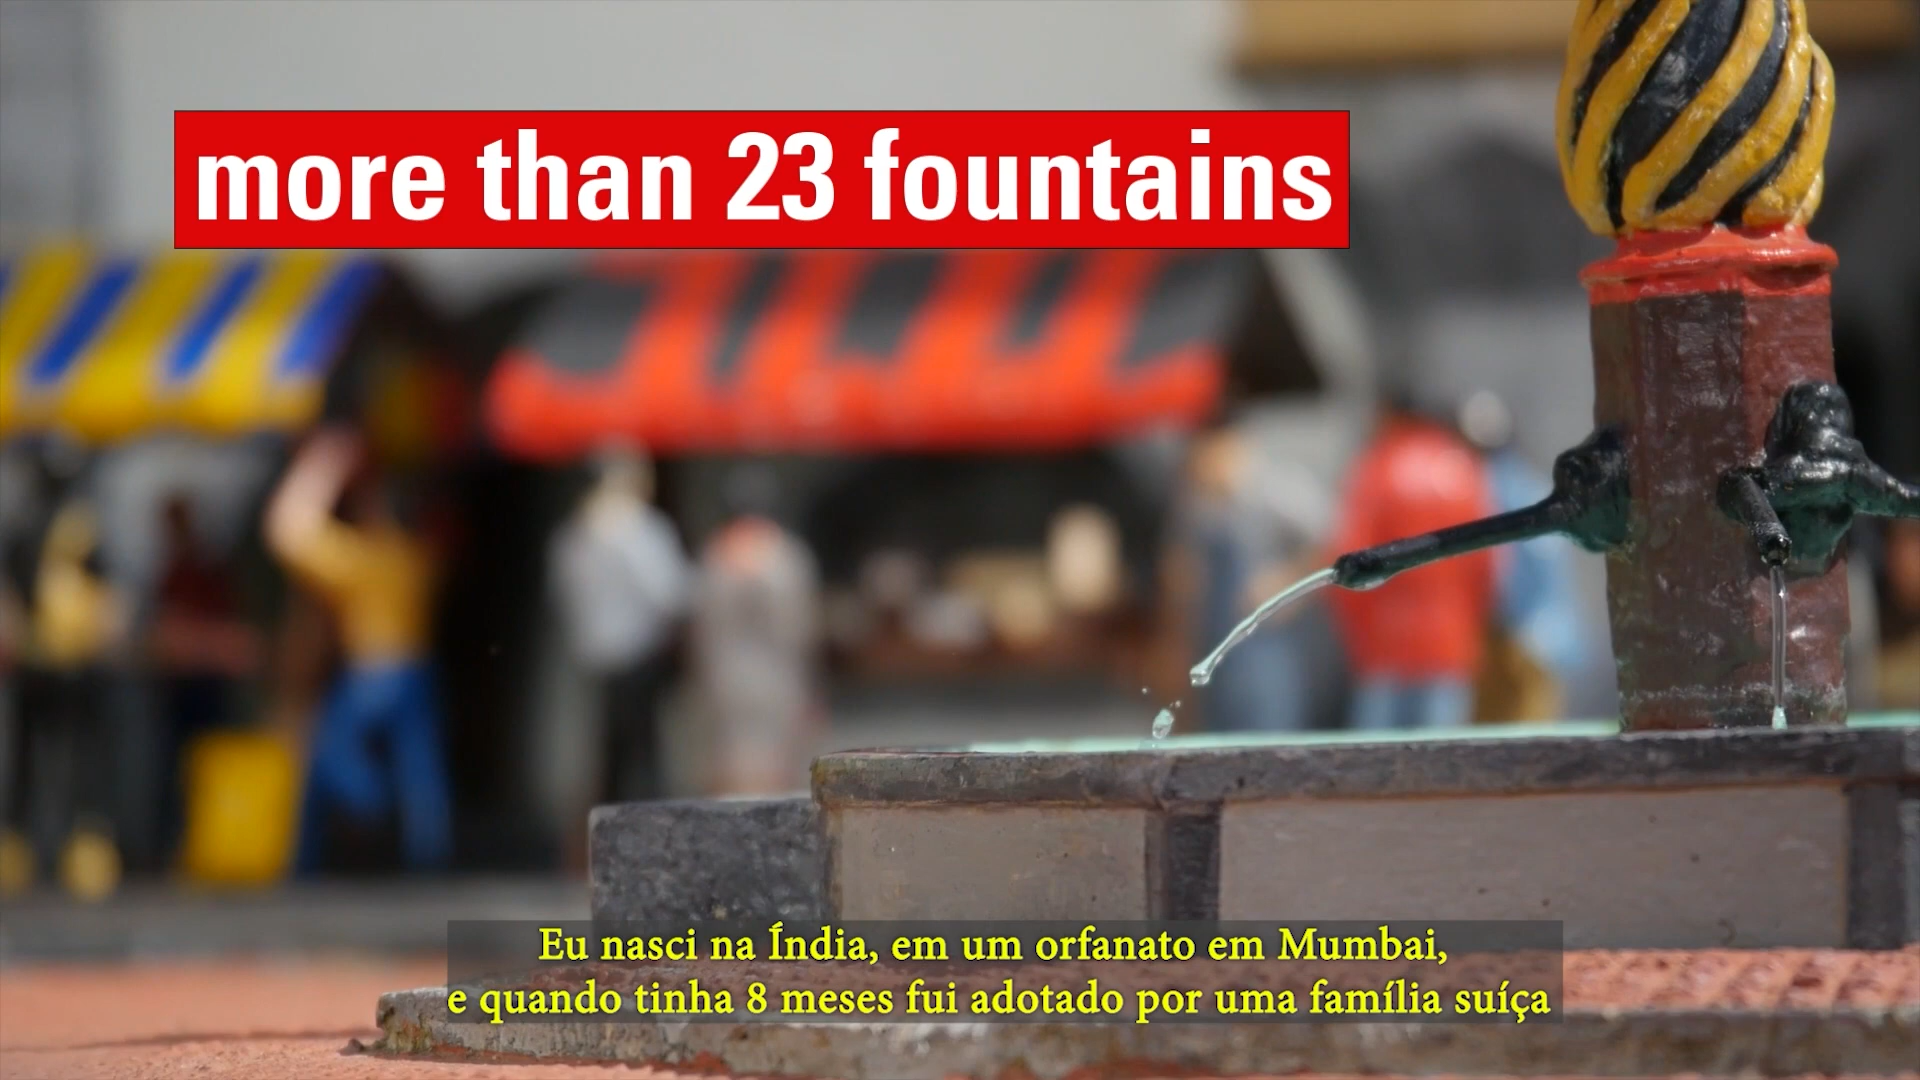 more than 23 fountains
Eu nasci na Índia, em um orfanato em Mumbai,
e quando tinha 8 meses fui adotado por uma família suíça